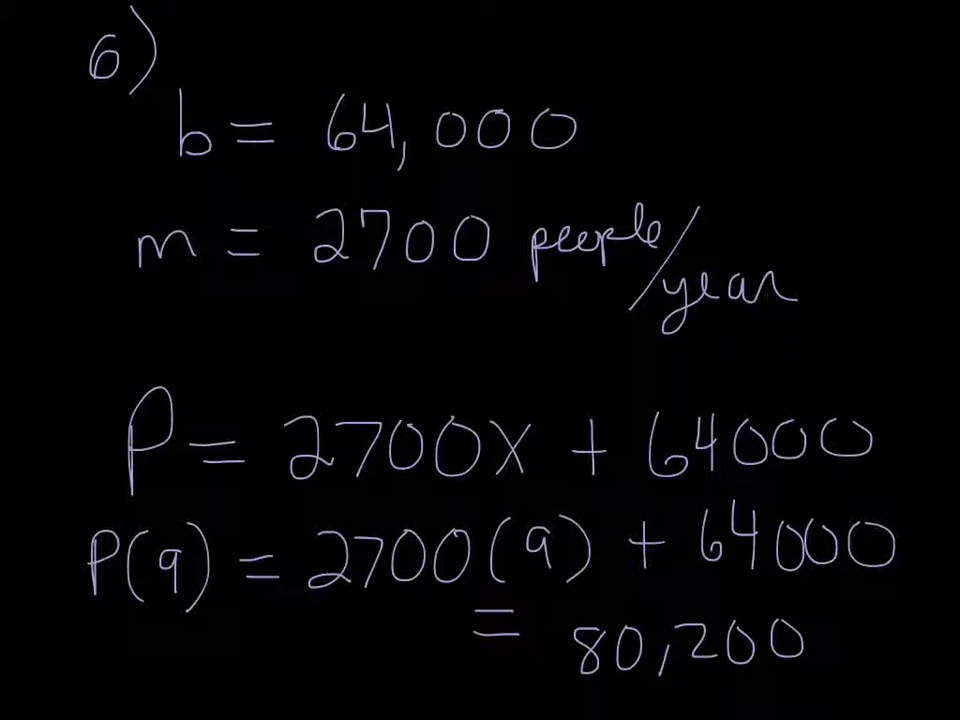 6)
b = 64,000
m = 2700 people/year
P = 2700x + 64000
P(9) = 2700(9) + 64000
= 80,200